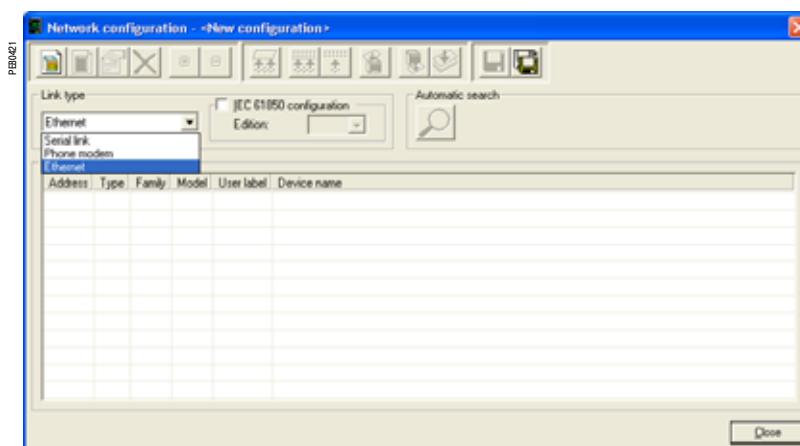 Network configuration - <New configuration>
PEB0421
Link type
IEC 61850 configuration
Automatic search
Ethernet
Edition:
Serial link
Phone modem
Ethernet
Address Type Family Model User label Device name
Close